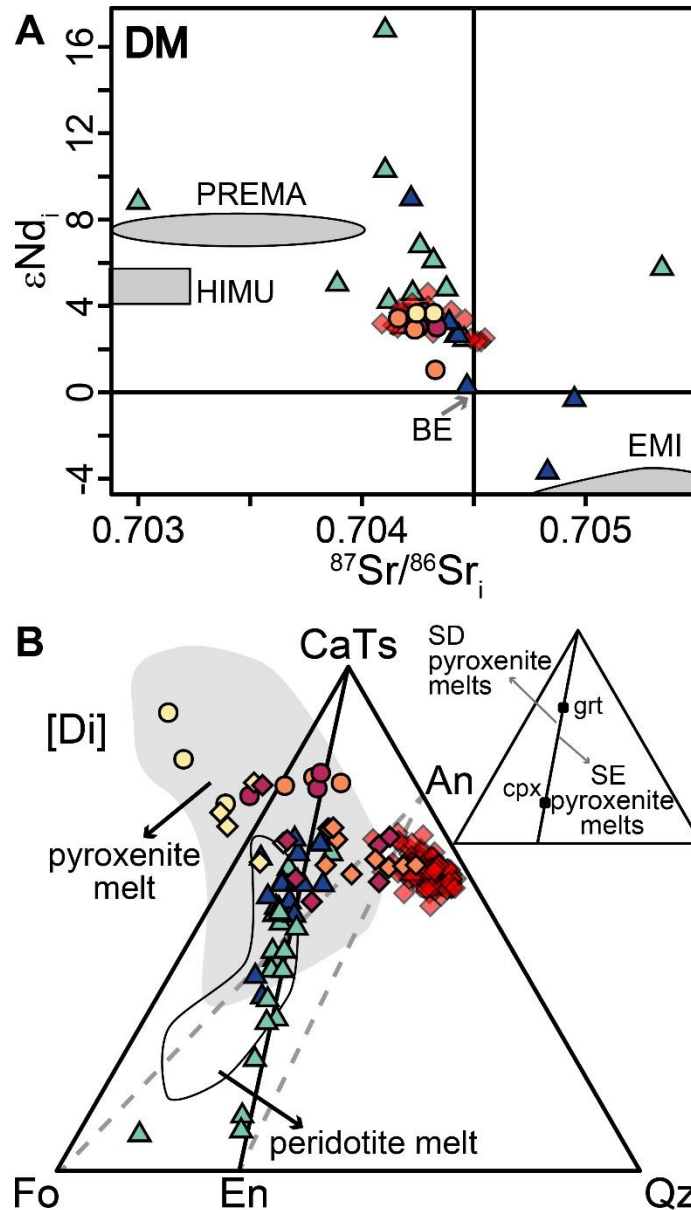 A
DM
16
12
8
4
0
-4
εNdᵢ
PREMA
HIMU
BE
EMI
0.703
0.704
0.705
⁸⁷Sr/⁸⁶Srᵢ
B
CaTs
SD
pyroxenite
melts
grt
[Di]
An
cpx
SE
pyroxenite
melts
pyroxenite
melt
peridotite melt
Fo
En
Qz